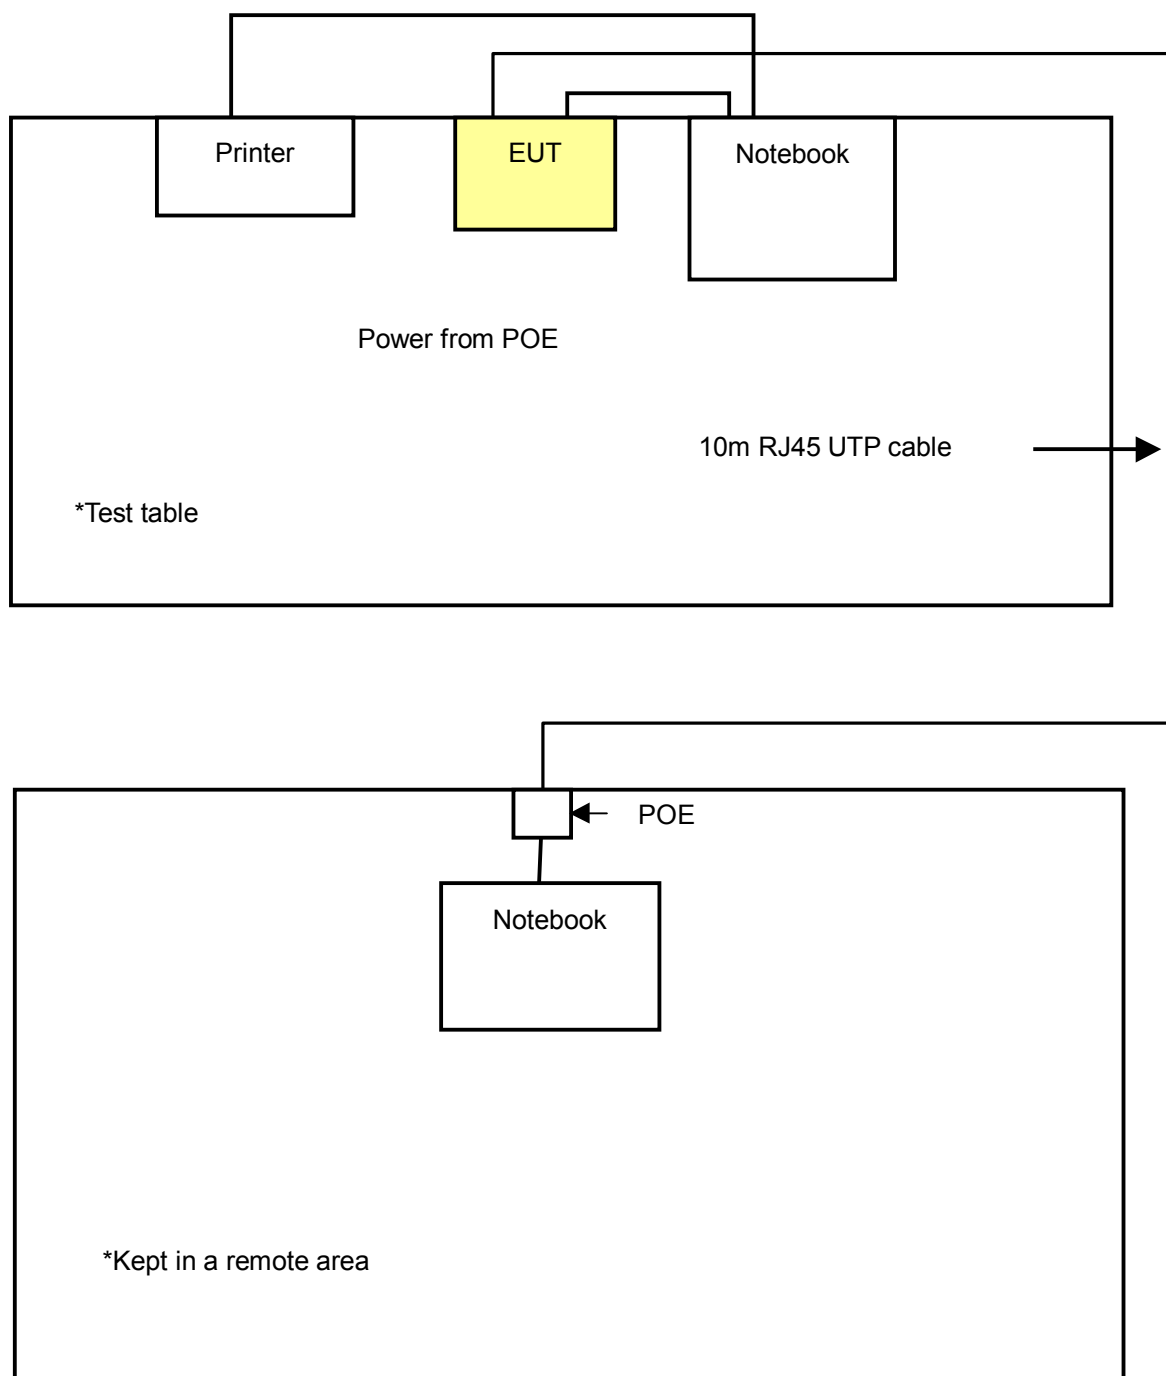 Printer
EUT
Notebook
Power from POE
10m RJ45 UTP cable
*Test table
POE
Notebook
*Kept in a remote area